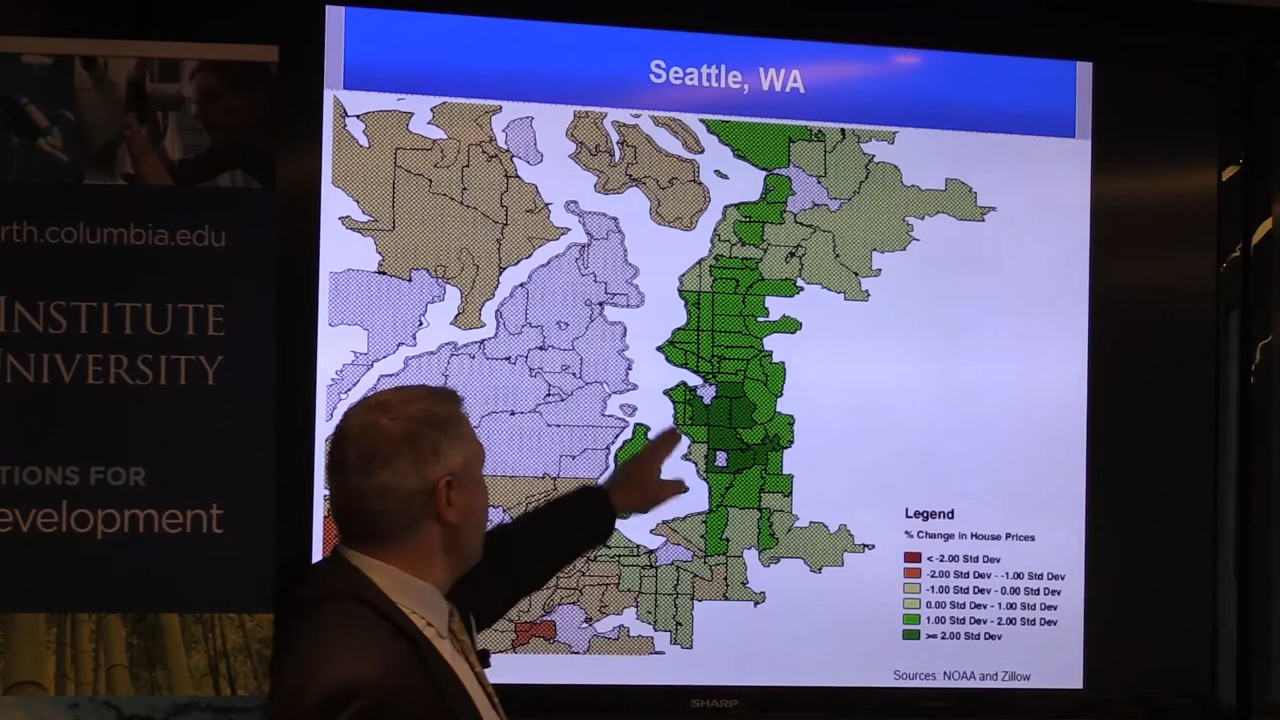 rth.columbia.edu
INSTITUTE
UNIVERSITY
TIONS FOR
evelopment
Seattle, WA
Legend
% Change in House Prices
< -2.00 Std Dev
-2.00 Std Dev - -1.00 Std Dev
-1.00 Std Dev - 0.00 Std Dev
0.00 Std Dev - 1.00 Std Dev
1.00 Std Dev - 2.00 Std Dev
>= 2.00 Std Dev
Sources: NOAA and Zillow
SHARP